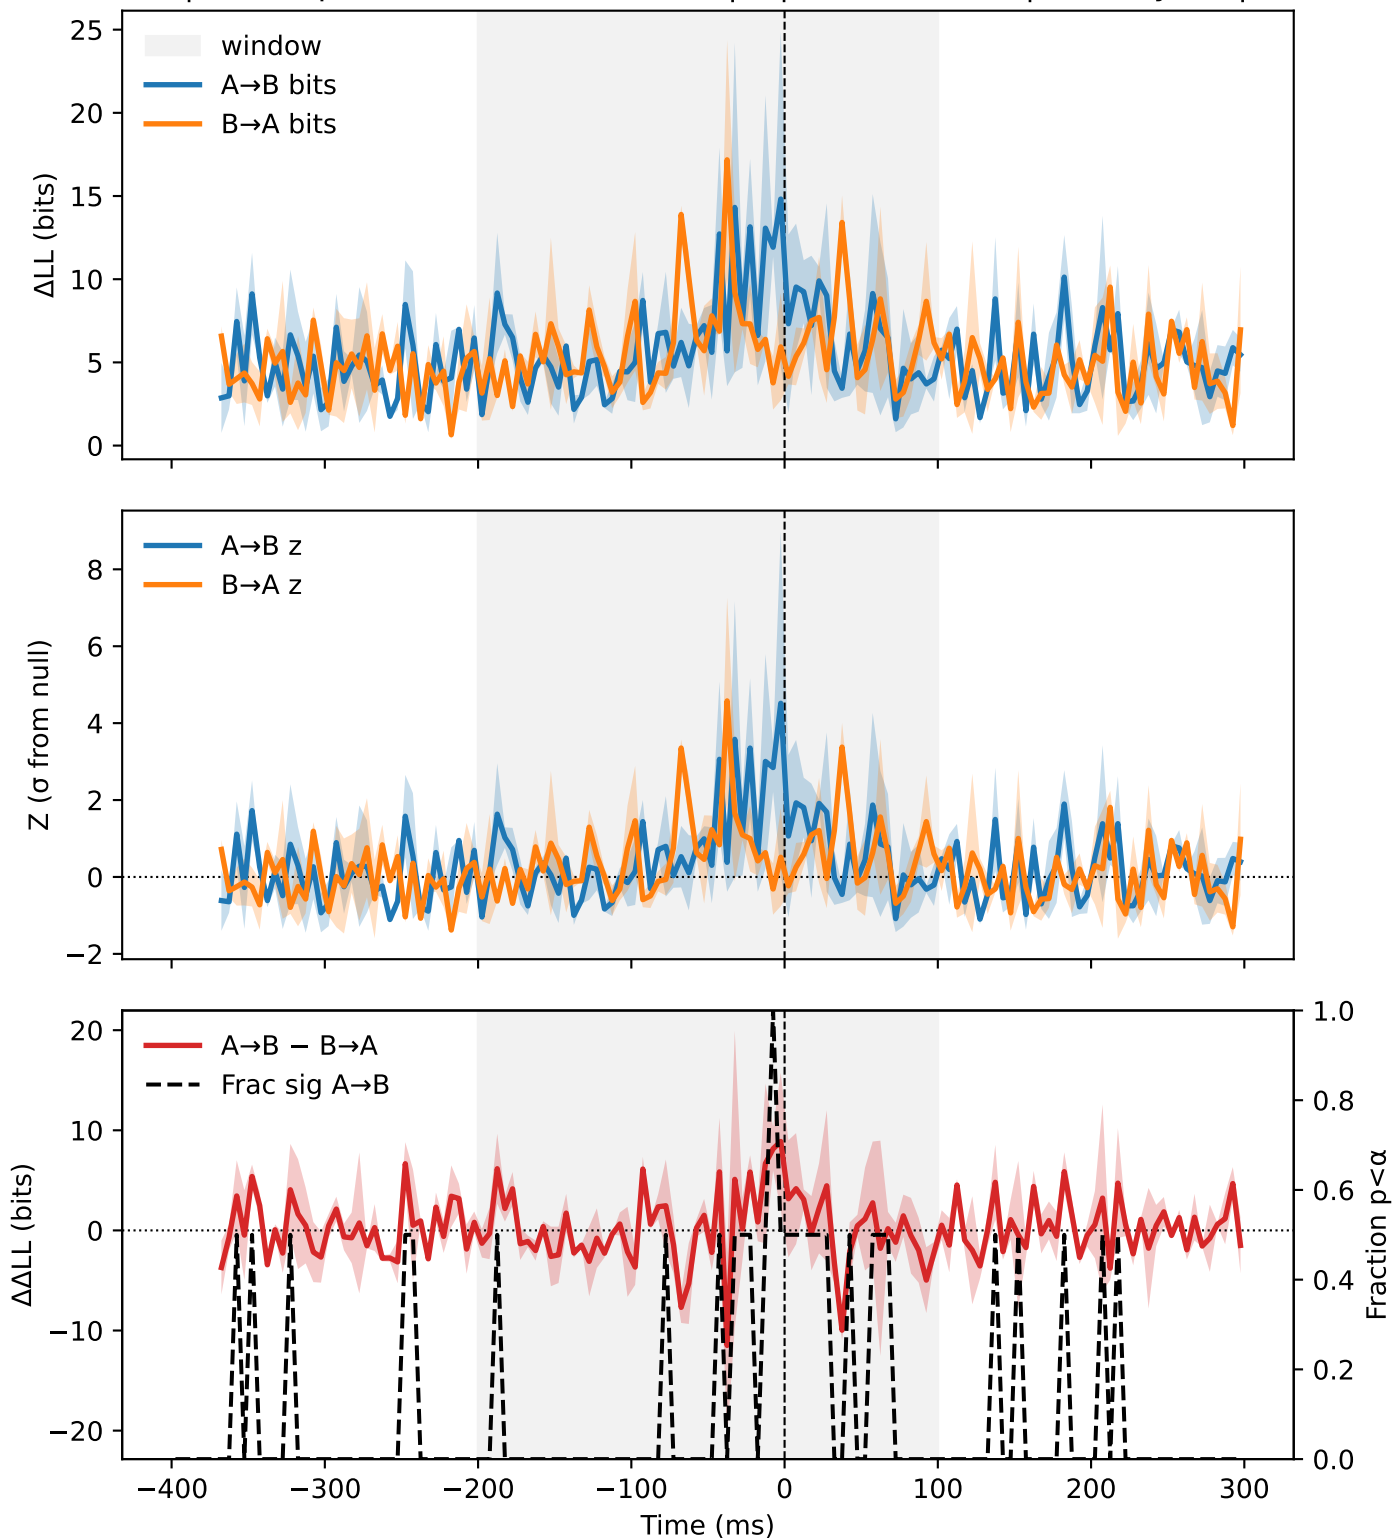 25
20
15
10
5
0
ΔLL (bits)
window
A→B bits
B→A bits
8
6
4
2
0
−2
Z (σ from null)
A→B z
B→A z
20
10
0
−10
−20
ΔΔLL (bits)
A→B − B→A
Frac sig A→B
1.0
0.8
0.6
0.4
0.2
0.0
Fraction p<α
−400
−300
−200
−100
0
100
200
300
Time (ms)